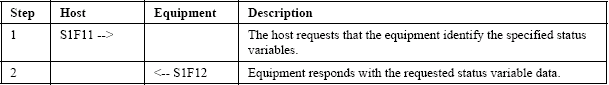 Step Host Equipment Description
1 S1F11 --> The host requests that the equipment identify the specified status
variables.
2 <-- S1F12 Equipment responds with the requested status variable data.